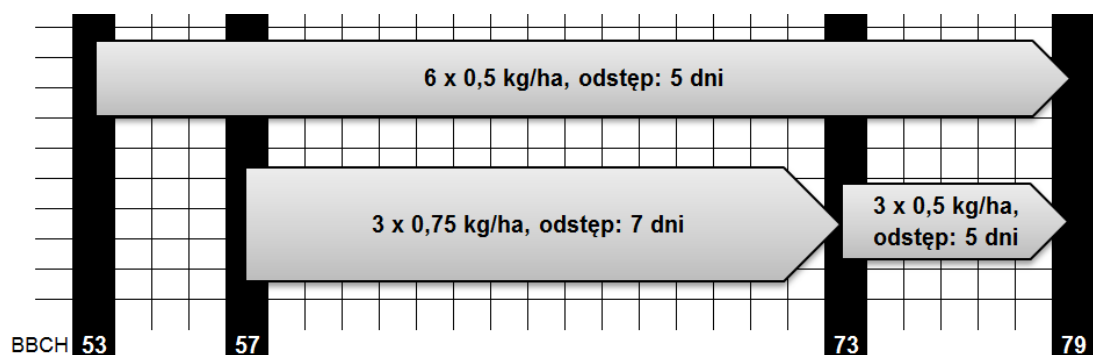 6 x 0,5 kg/ha, odstęp: 5 dni
3 x 0,75 kg/ha, odstęp: 7 dni
3 x 0,5 kg/ha,
odstęp: 5 dni
BBCH 53 57 73 79